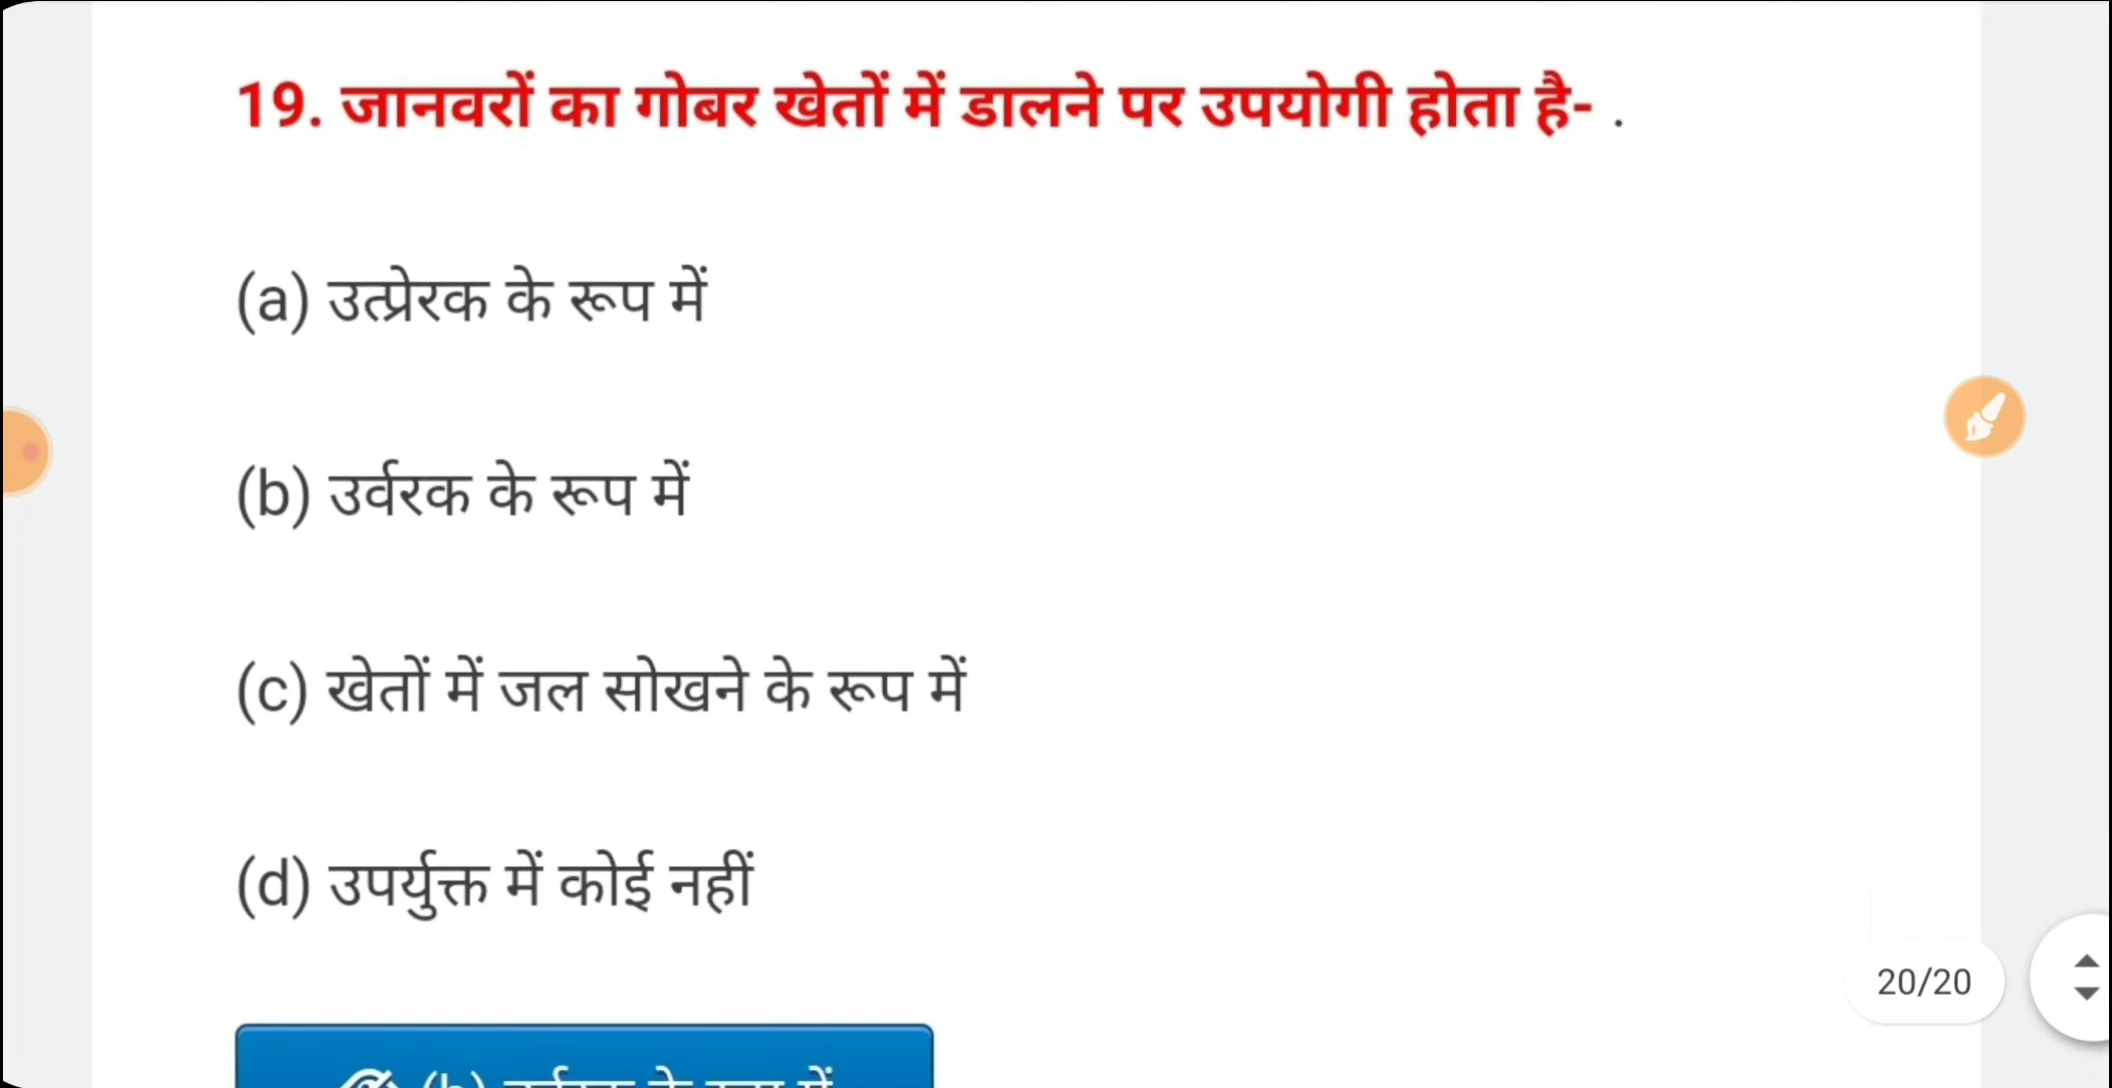 19. जानवरों का गोबर खेतों में डालने पर उपयोगी होता है- .
(a) उत्प्रेरक के रूप में
(b) उर्वरक के रूप में
(c) खेतों में जल सोखने के रूप में
(d) उपर्युक्त में कोई नहीं
20/20